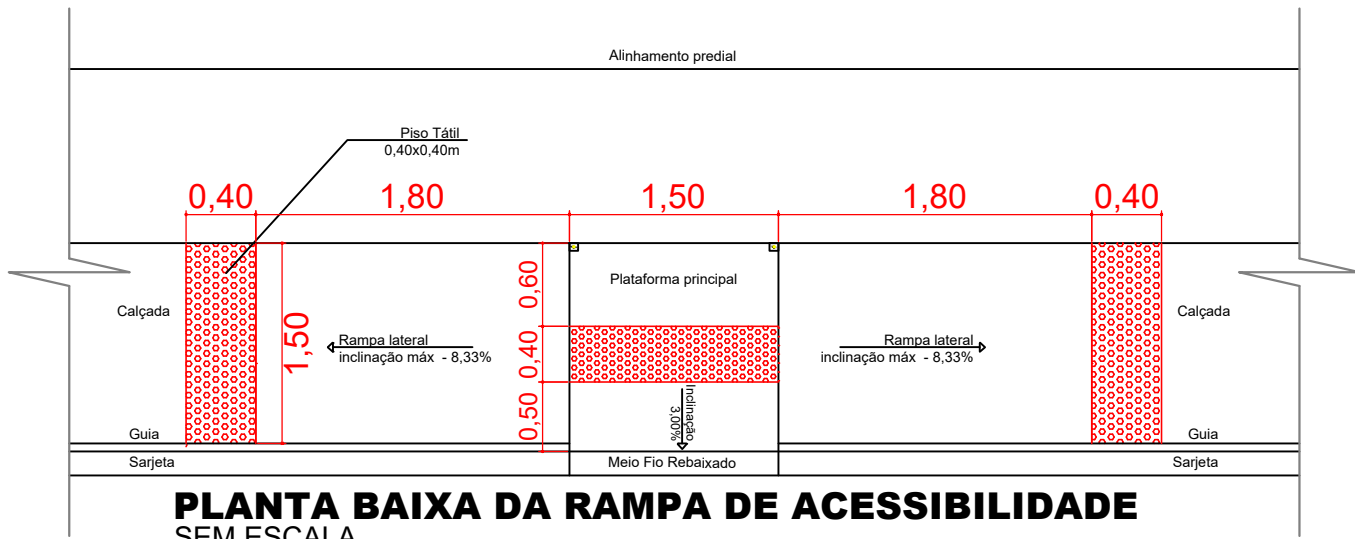 Alinhamento predial
Piso Tátil
0,40x0,40m
0,40
1,80
1,50
1,80
0,40
Calçada
1,50
Rampa lateral
inclinação máx - 8,33%
0,60
0,40
0,50
Plataforma principal
Inclinação
3,00%
Rampa lateral
inclinação máx - 8,33%
Calçada
Guia
Guia
Sarjeta
Meio Fio Rebaixado
Sarjeta
PLANTA BAIXA DA RAMPA DE ACESSIBILIDADE
SEM ESCALA